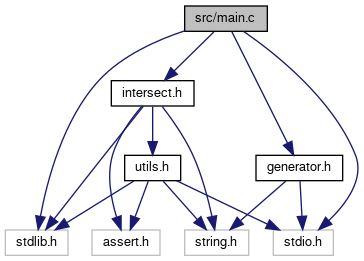 src/main.c
intersect.h
utils.h
generator.h
stdlib.h
assert.h
string.h
stdio.h